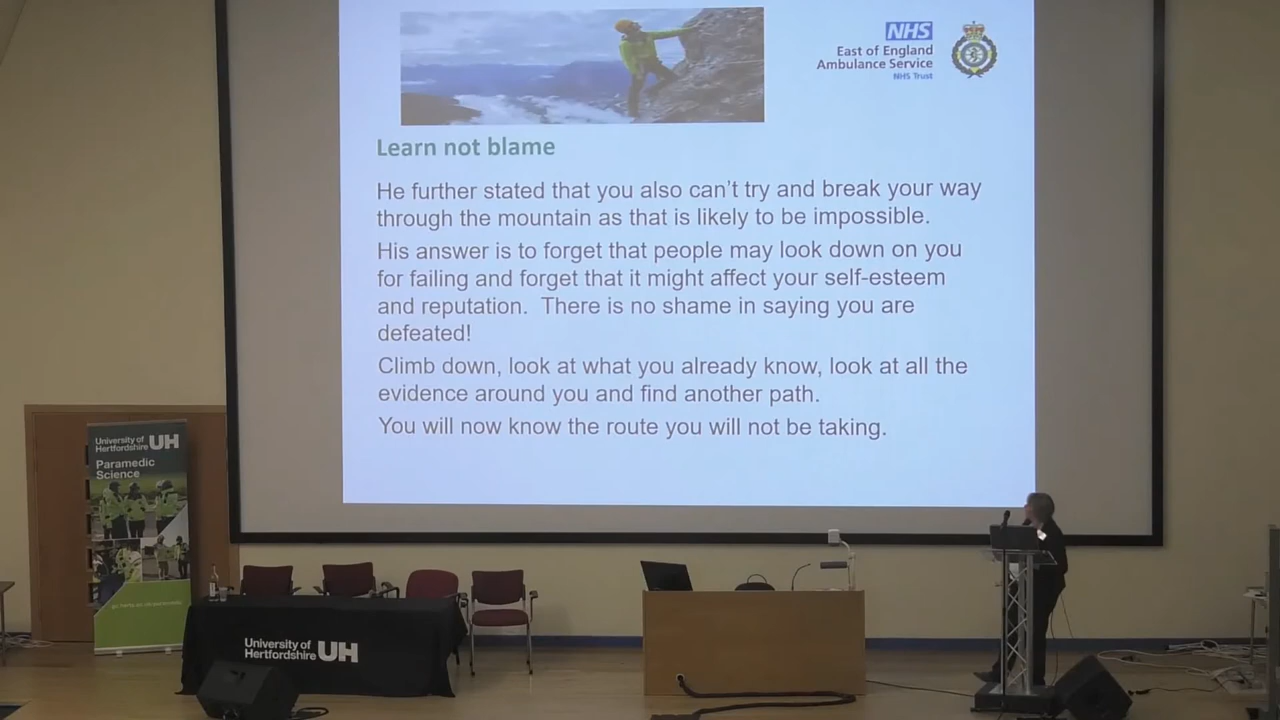 NHS
East of England
Ambulance Service
NHS Trust
Learn not blame
He further stated that you also can't try and break your way
through the mountain as that is likely to be impossible.
His answer is to forget that people may look down on you
for failing and forget that it might affect your self-esteem
and reputation. There is no shame in saying you are
defeated!
Climb down, look at what you already know, look at all the
evidence around you and find another path.
You will now know the route you will not be taking.
University of
Hertfordshire UH
Paramedic
Science
University of
Hertfordshire UH